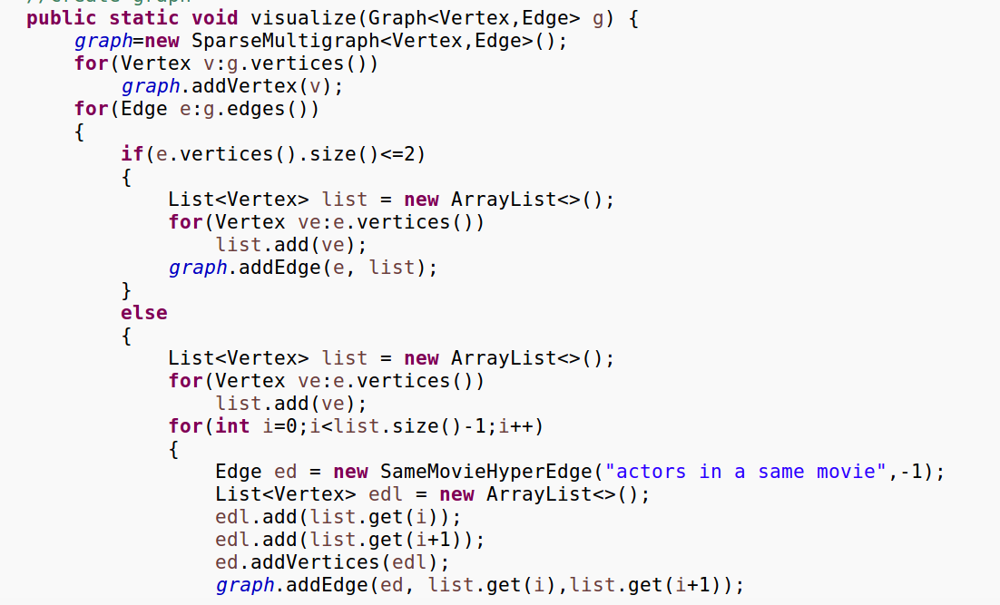 public static void visualize(Graph<Vertex,Edge> g) {
graph=new SparseMultigraph<Vertex,Edge>();
for(Vertex v:g.vertices())
graph.addVertex(v);
for(Edge e:g.edges())
{
if(e.vertices().size()<=2)
{
List<Vertex> list = new ArrayList<>();
for(Vertex ve:e.vertices())
list.add(ve);
graph.addEdge(e, list);
}
else
{
List<Vertex> list = new ArrayList<>();
for(Vertex ve:e.vertices())
list.add(ve);
for(int i=0;i<list.size()-1;i++)
{
Edge ed = new SameMovieHyperEdge("actors in a same movie",-1);
List<Vertex> edl = new ArrayList<>();
edl.add(list.get(i));
edl.add(list.get(i+1));
ed.addVertices(edl);
graph.addEdge(ed, list.get(i),list.get(i+1));